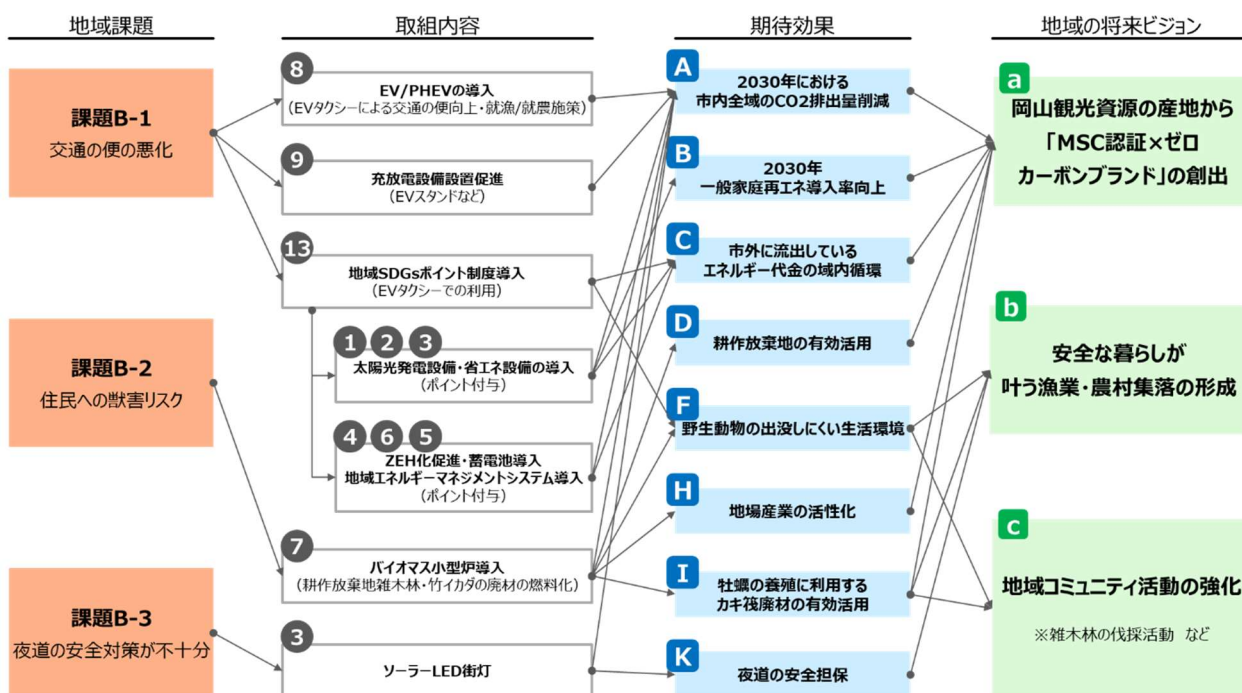 地域課題
取組内容
期待効果
地域の将来ビジョン
課題B-1
交通の便の悪化
課題B-2
住民への獣害リスク
課題B-3
夜道の安全対策が不十分
8
EV/PHEVの導入
(EVタクシーによる交通の便向上・就漁/就農施策)
9
充放電設備設置促進
(EVスタンドなど)
13
地域SDGsポイント制度導入
(EVタクシーでの利用)
1 2 3
太陽光発電設備・省エネ設備の導入
(ポイント付与)
4 6 5
ZEH化促進・蓄電池導入
地域エネルギーマネジメントシステム導入
(ポイント付与)
7
バイオマス小型炉導入
(耕作放棄地雑木林・竹イカダの廃材の燃料化)
3
ソーラーLED街灯
A
2030年における
市内全域のCO2排出量削減
B
2030年
一般家庭再エネ導入率向上
C
市外に流出している
エネルギー代金の域内循環
D
耕作放棄地の有効活用
F
野生動物の出没しにくい生活環境
H
地場産業の活性化
I
牡蠣の養殖に利用する
カキ筏廃材の有効活用
K
夜道の安全担保
a
岡山観光資源の産地から
「MSC認証×ゼロ
カーボンブランド」の創出
b
安全な暮らしが
叶う漁業・農村集落の形成
c
地域コミュニティ活動の強化
※雑木林の伐採活動 など